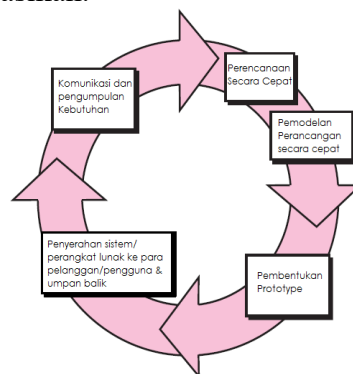 Komunikasi dan
pengumpulan
Kebutuhan
Perencanaan
Secara Cepat
Pemodelan
Perancangan
secara cepat
Pembentukan
Prototype
Penyerahan sistem/
perangkat lunak ke para
pelanggan/pengguna &
umpan balik